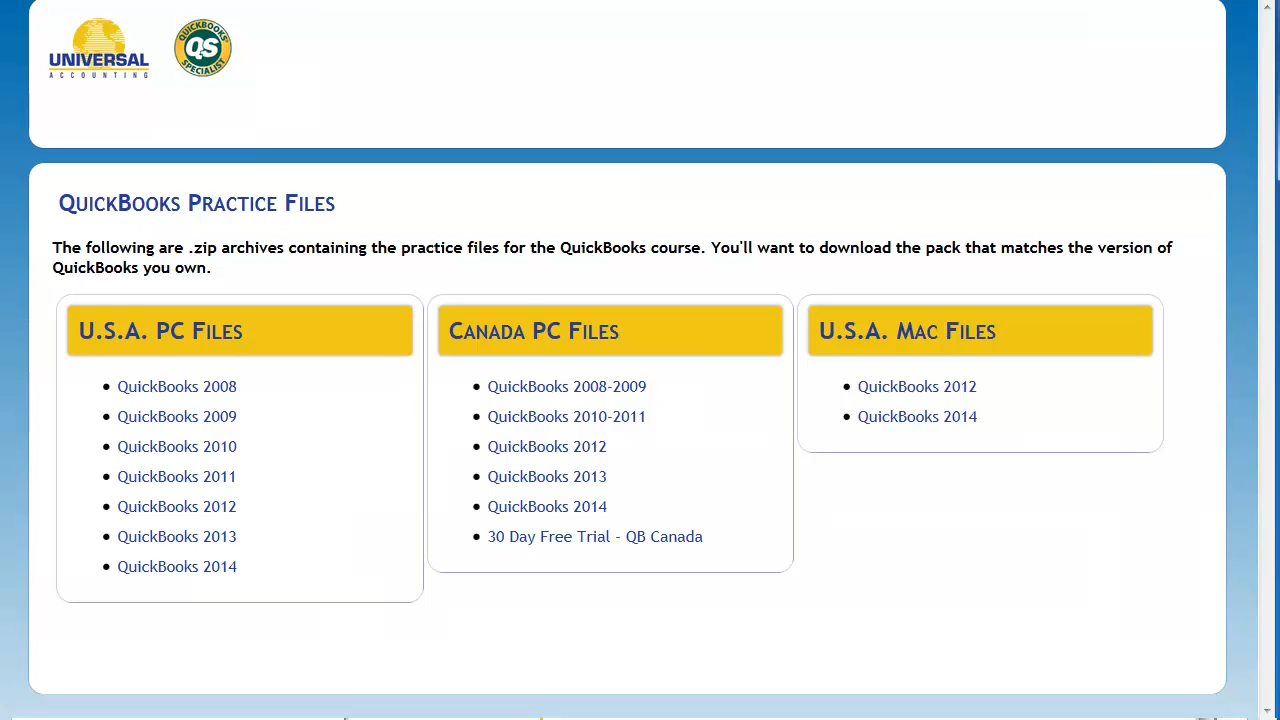 UNIVERSAL
ACCOUNTING
QUICKBOOKS
QS
SPECIALIST
QuickBooks Practice Files
The following are .zip archives containing the practice files for the QuickBooks course. You'll want to download the pack that matches the version of
QuickBooks you own.
U.S.A. PC Files
QuickBooks 2008
QuickBooks 2009
QuickBooks 2010
QuickBooks 2011
QuickBooks 2012
QuickBooks 2013
QuickBooks 2014
Canada PC Files
QuickBooks 2008-2009
QuickBooks 2010-2011
QuickBooks 2012
QuickBooks 2013
QuickBooks 2014
30 Day Free Trial - QB Canada
U.S.A. Mac Files
QuickBooks 2012
QuickBooks 2014